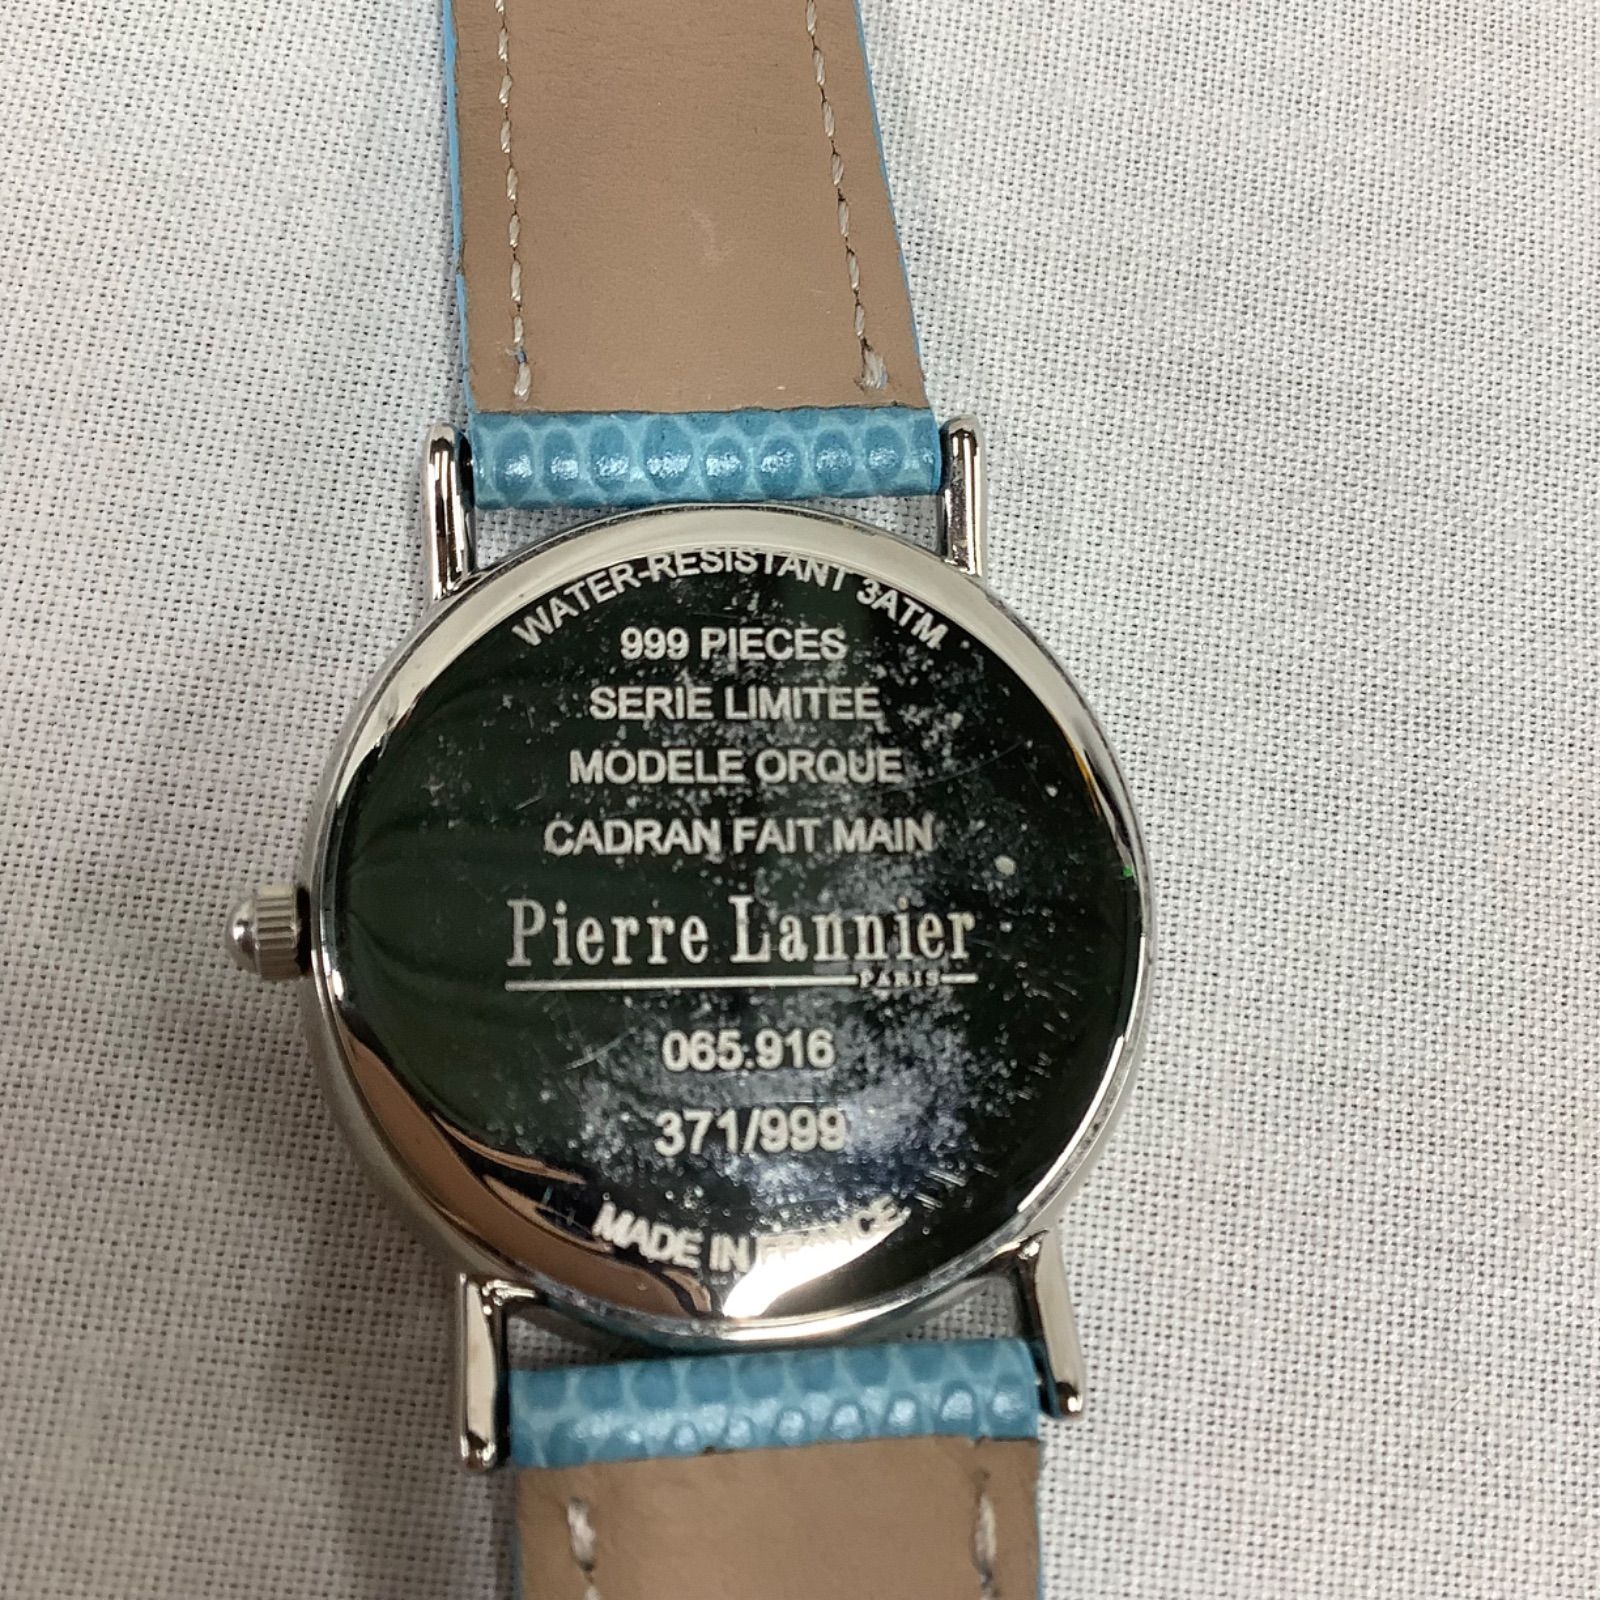 WATER-RESISTANT 3ATM
999 PIECES
SERIE LIMITEE
MODELE ORQUE
CADRAN FAIT MAIN
Pierre Lannier
PARIS
065.916
371/999
MADE IN FRANCE